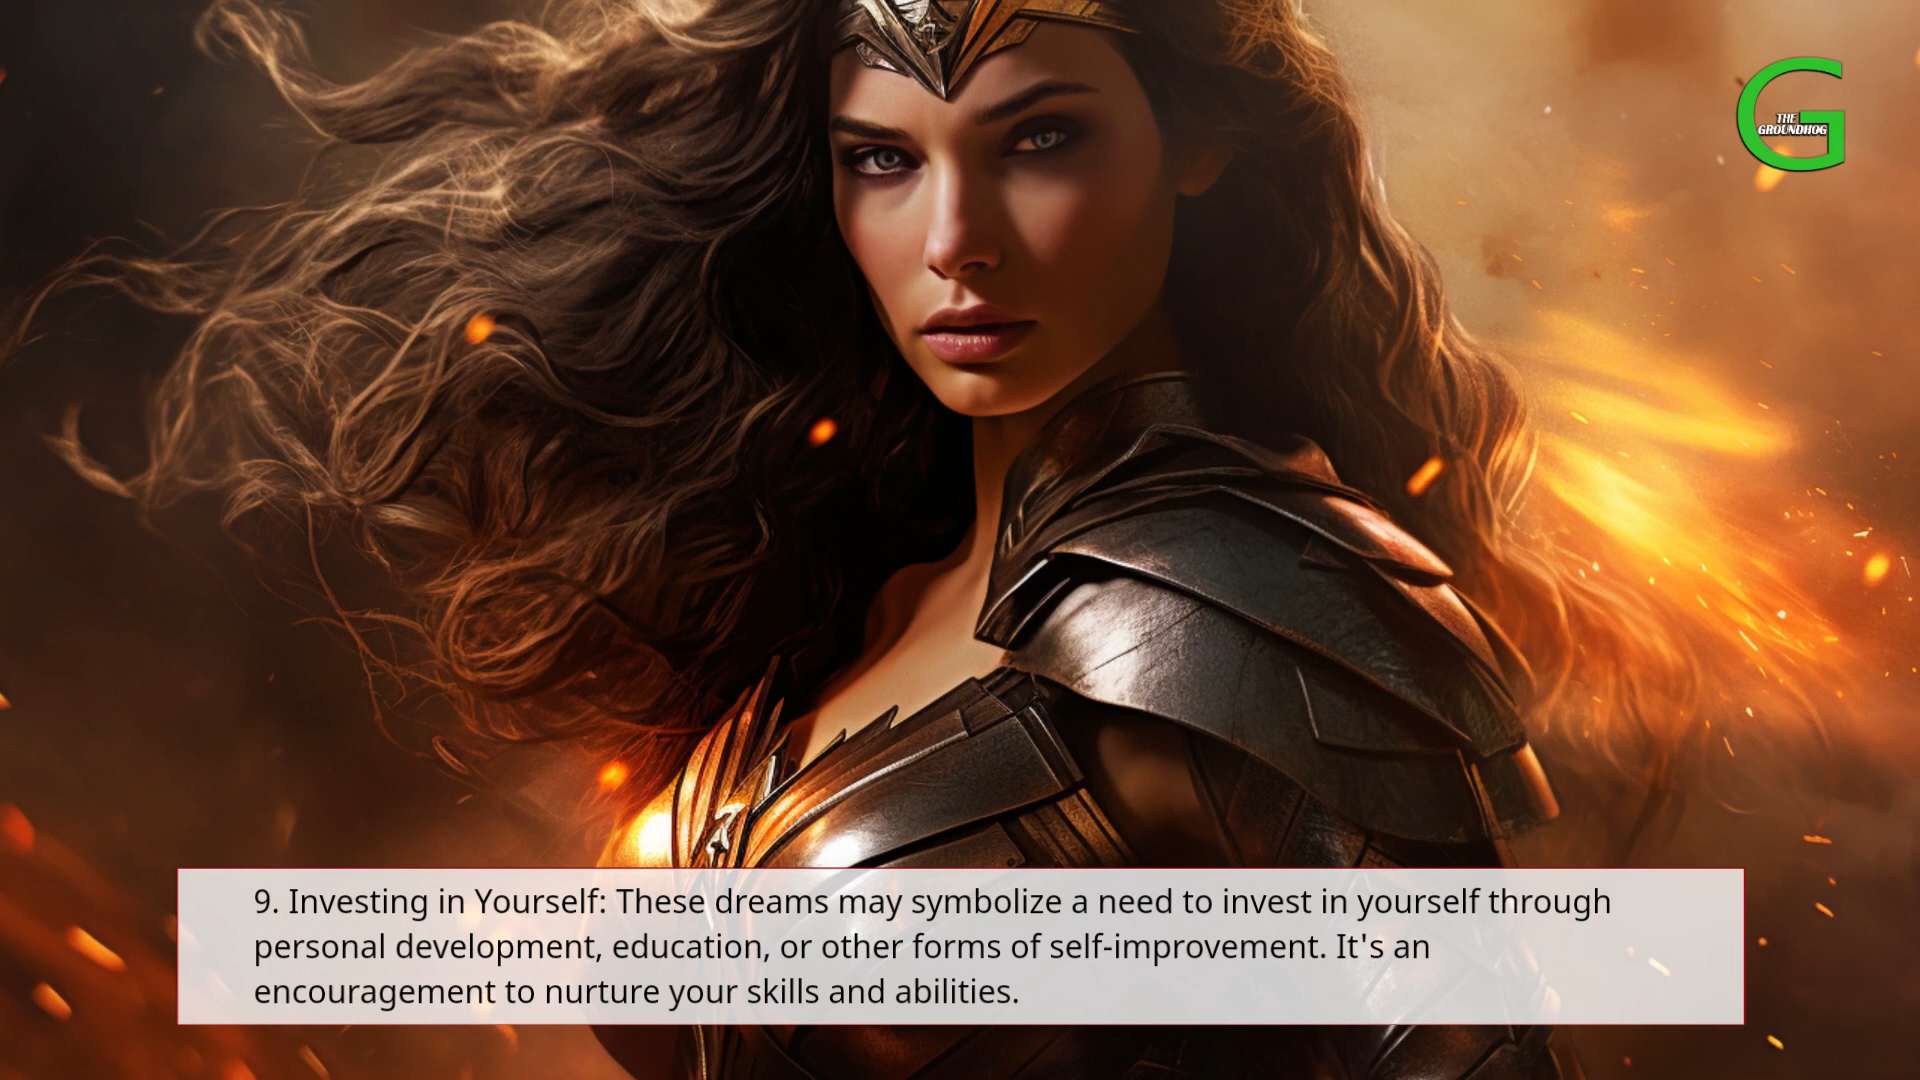 THE
GROUNDHOG
9. Investing in Yourself: These dreams may symbolize a need to invest in yourself through
personal development, education, or other forms of self-improvement. It's an
encouragement to nurture your skills and abilities.